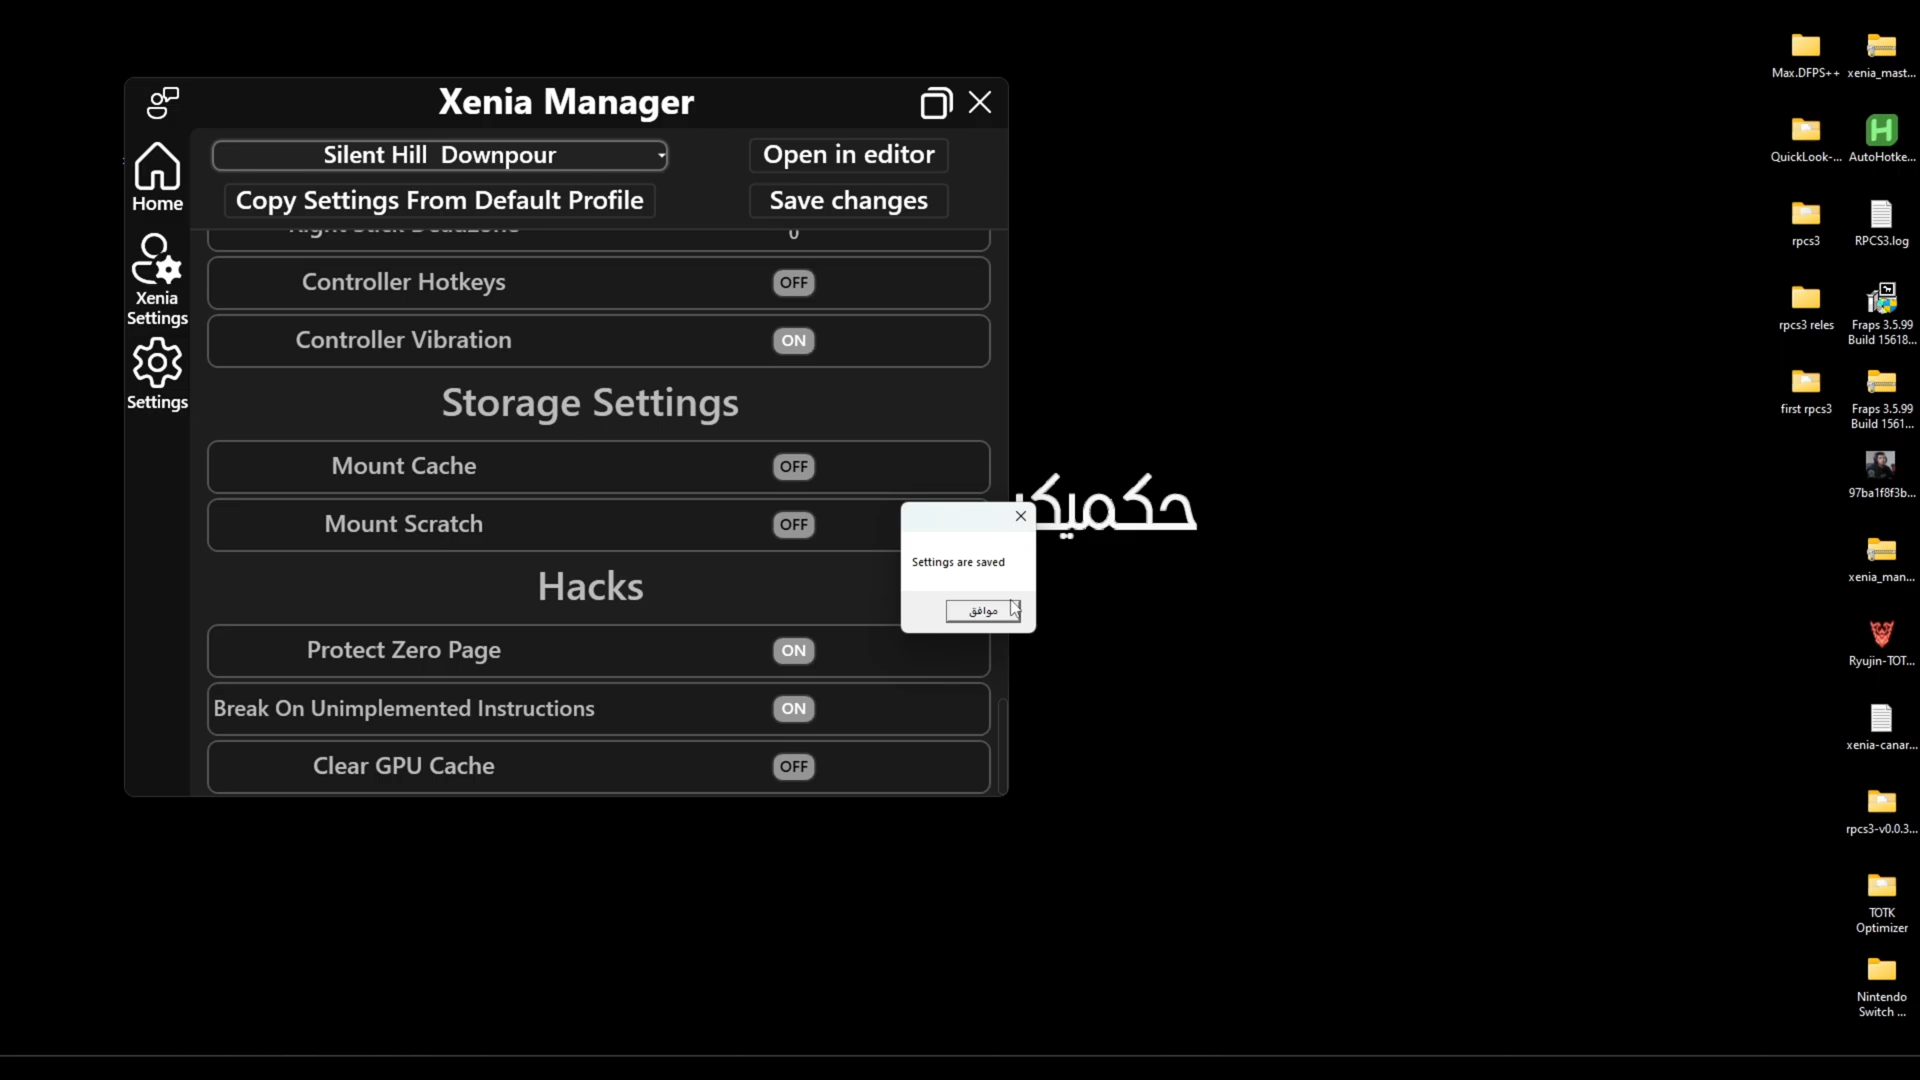 Xenia Manager
Silent Hill Downpour
Open in editor
Copy Settings From Default Profile
Save changes
Home
Xenia
Settings
Settings
Right Stick Deadzone
0
Controller Hotkeys
OFF
Controller Vibration
ON
Storage Settings
Mount Cache
OFF
Mount Scratch
OFF
Hacks
Protect Zero Page
ON
Break On Unimplemented Instructions
ON
Clear GPU Cache
OFF
Settings are saved
موافق
Max.DFPS++
xenia_mast...
QuickLook-...
AutoHotke...
rpcs3
RPCS3.log
rpcs3 reles
Fraps 3.5.99
Build 15618...
first rpcs3
Fraps 3.5.99
Build 1561...
97ba1f8f3b...
xenia_man...
Ryujin-TOT...
xenia-canar...
rpcs3-v0.0.3...
TOTK
Optimizer
Nintendo
Switch ...